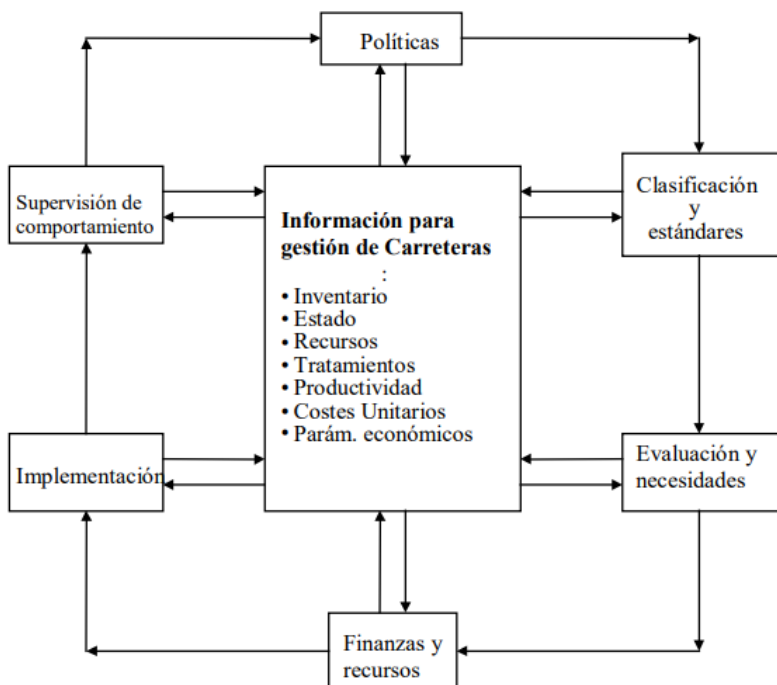 Políticas
Supervisión de
comportamiento
Clasificación
y
estándares
Información para
gestión de Carreteras
:
• Inventario
• Estado
• Recursos
• Tratamientos
• Productividad
• Costes Unitarios
• Parám. económicos
Implementación
Evaluación y
necesidades
Finanzas y
recursos